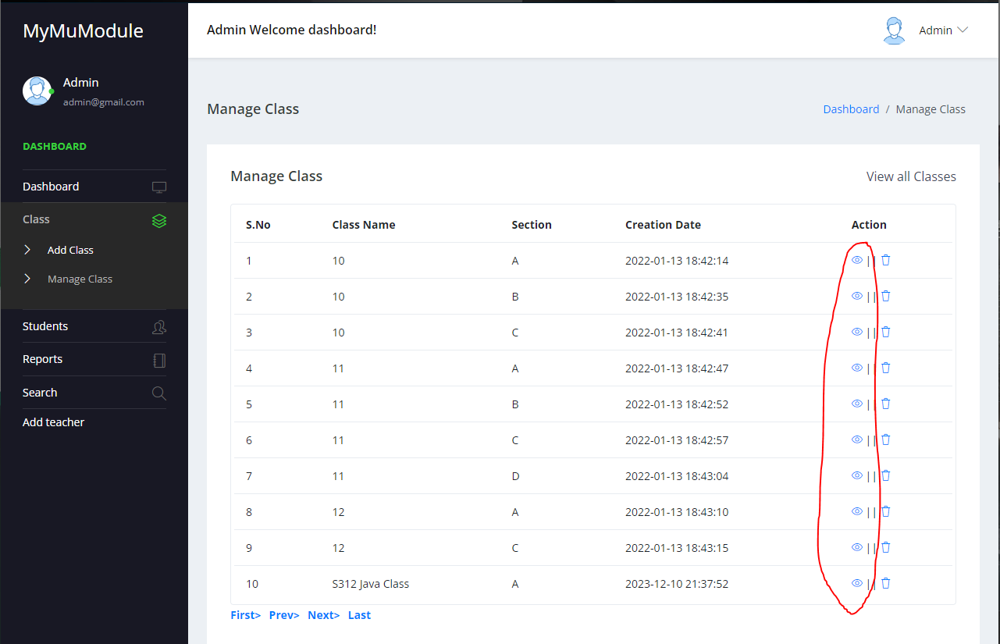 MyMuModule
Admin Welcome dashboard!
Admin
Admin
admin@gmail.com
Manage Class
Dashboard / Manage Class
DASHBOARD
Dashboard
Class
Add Class
Manage Class
Students
Reports
Search
Add teacher
Manage Class
View all Classes
S.No Class Name Section Creation Date Action
1 10 A 2022-01-13 18:42:14 ||
2 10 B 2022-01-13 18:42:35 ||
3 10 C 2022-01-13 18:42:41 ||
4 11 A 2022-01-13 18:42:47 ||
5 11 B 2022-01-13 18:42:52 ||
6 11 C 2022-01-13 18:42:57 ||
7 11 D 2022-01-13 18:43:04 ||
8 12 A 2022-01-13 18:43:10 ||
9 12 C 2022-01-13 18:43:15 ||
10 S312 Java Class A 2023-12-10 21:37:52 ||
First> Prev> Next> Last